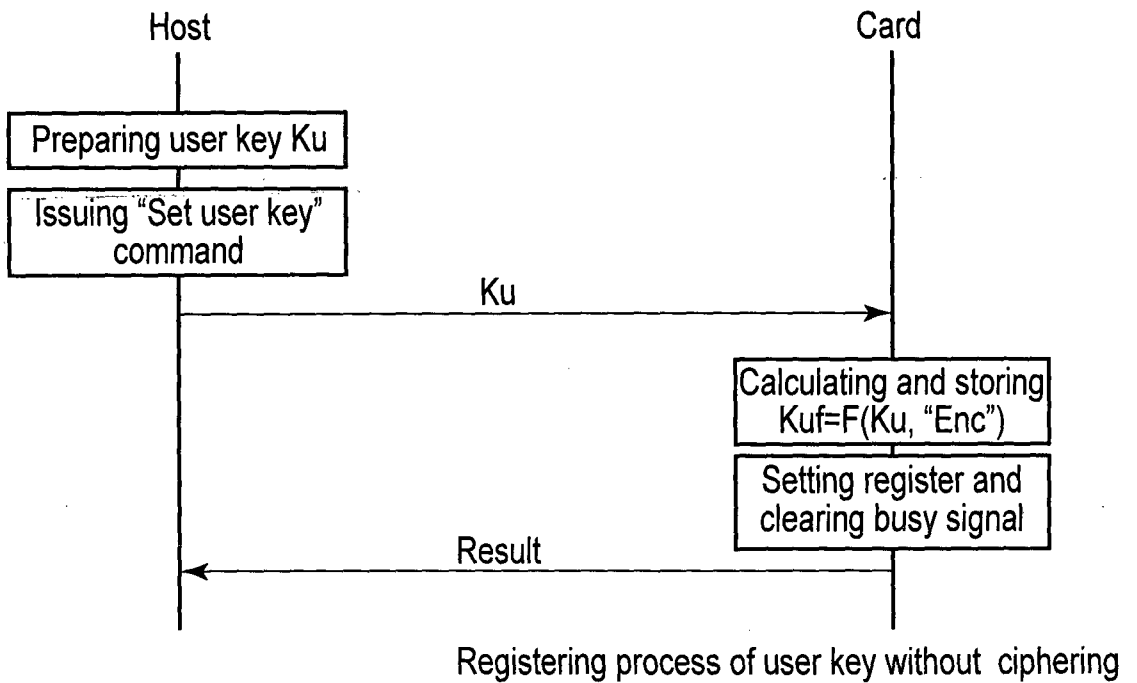 Host
Card
Preparing user key Ku
Issuing “Set user key”
command
Ku
Calculating and storing
Kuf=F(Ku, “Enc”)
Setting register and
clearing busy signal
Result
Registering process of user key without ciphering